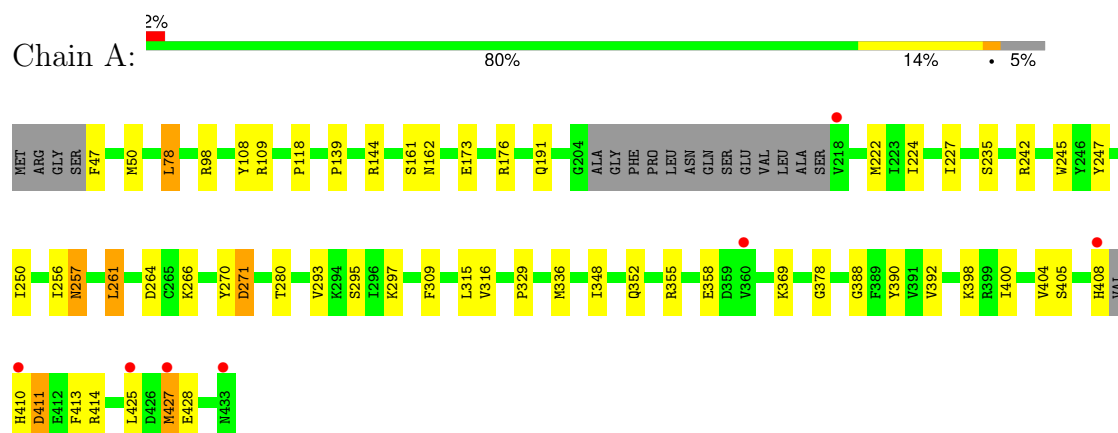 2%
Chain A:
80% 14% • 5%
MET ARG GLY SER F47 M50 L78 R98 Y108 R109 P118 P139 R144 S161 N162 E173 R176 Q191 G204 ALA GLY PHE PRO LEU ASN GLN SER GLU VAL LEU ALA SER V218 M222 I223 I224 I227 S235 R242 W245 Y246 Y247
I250 I256 N257 L261 D264 C265 K266 Y270 D271 T280 V293 K294 S295 I296 K297 F309 L315 V316 P329 M336 I348 Q352 R355 E358 D359 V360 K369 G378 G388 F389 Y390 V391 V392 K398 R399 I400 V404 S405 H408 VAL
H410 D411 E412 F413 R414 L425 D426 M427 E428 N433